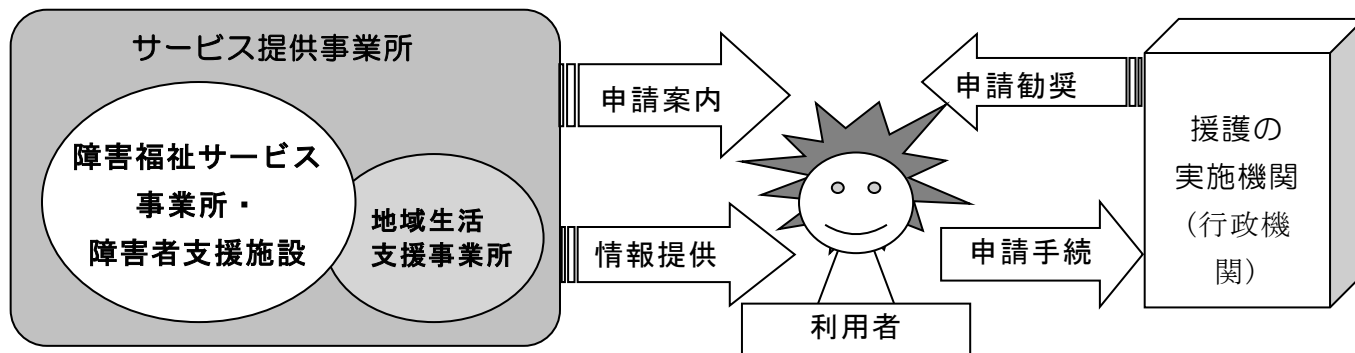 サービス提供事業所
障害福祉サービス
事業所・
障害者支援施設
地域生活
支援事業所
申請案内
情報提供
利用者
申請勧奨
申請手続
援護の
実施機関
（行政機
関）